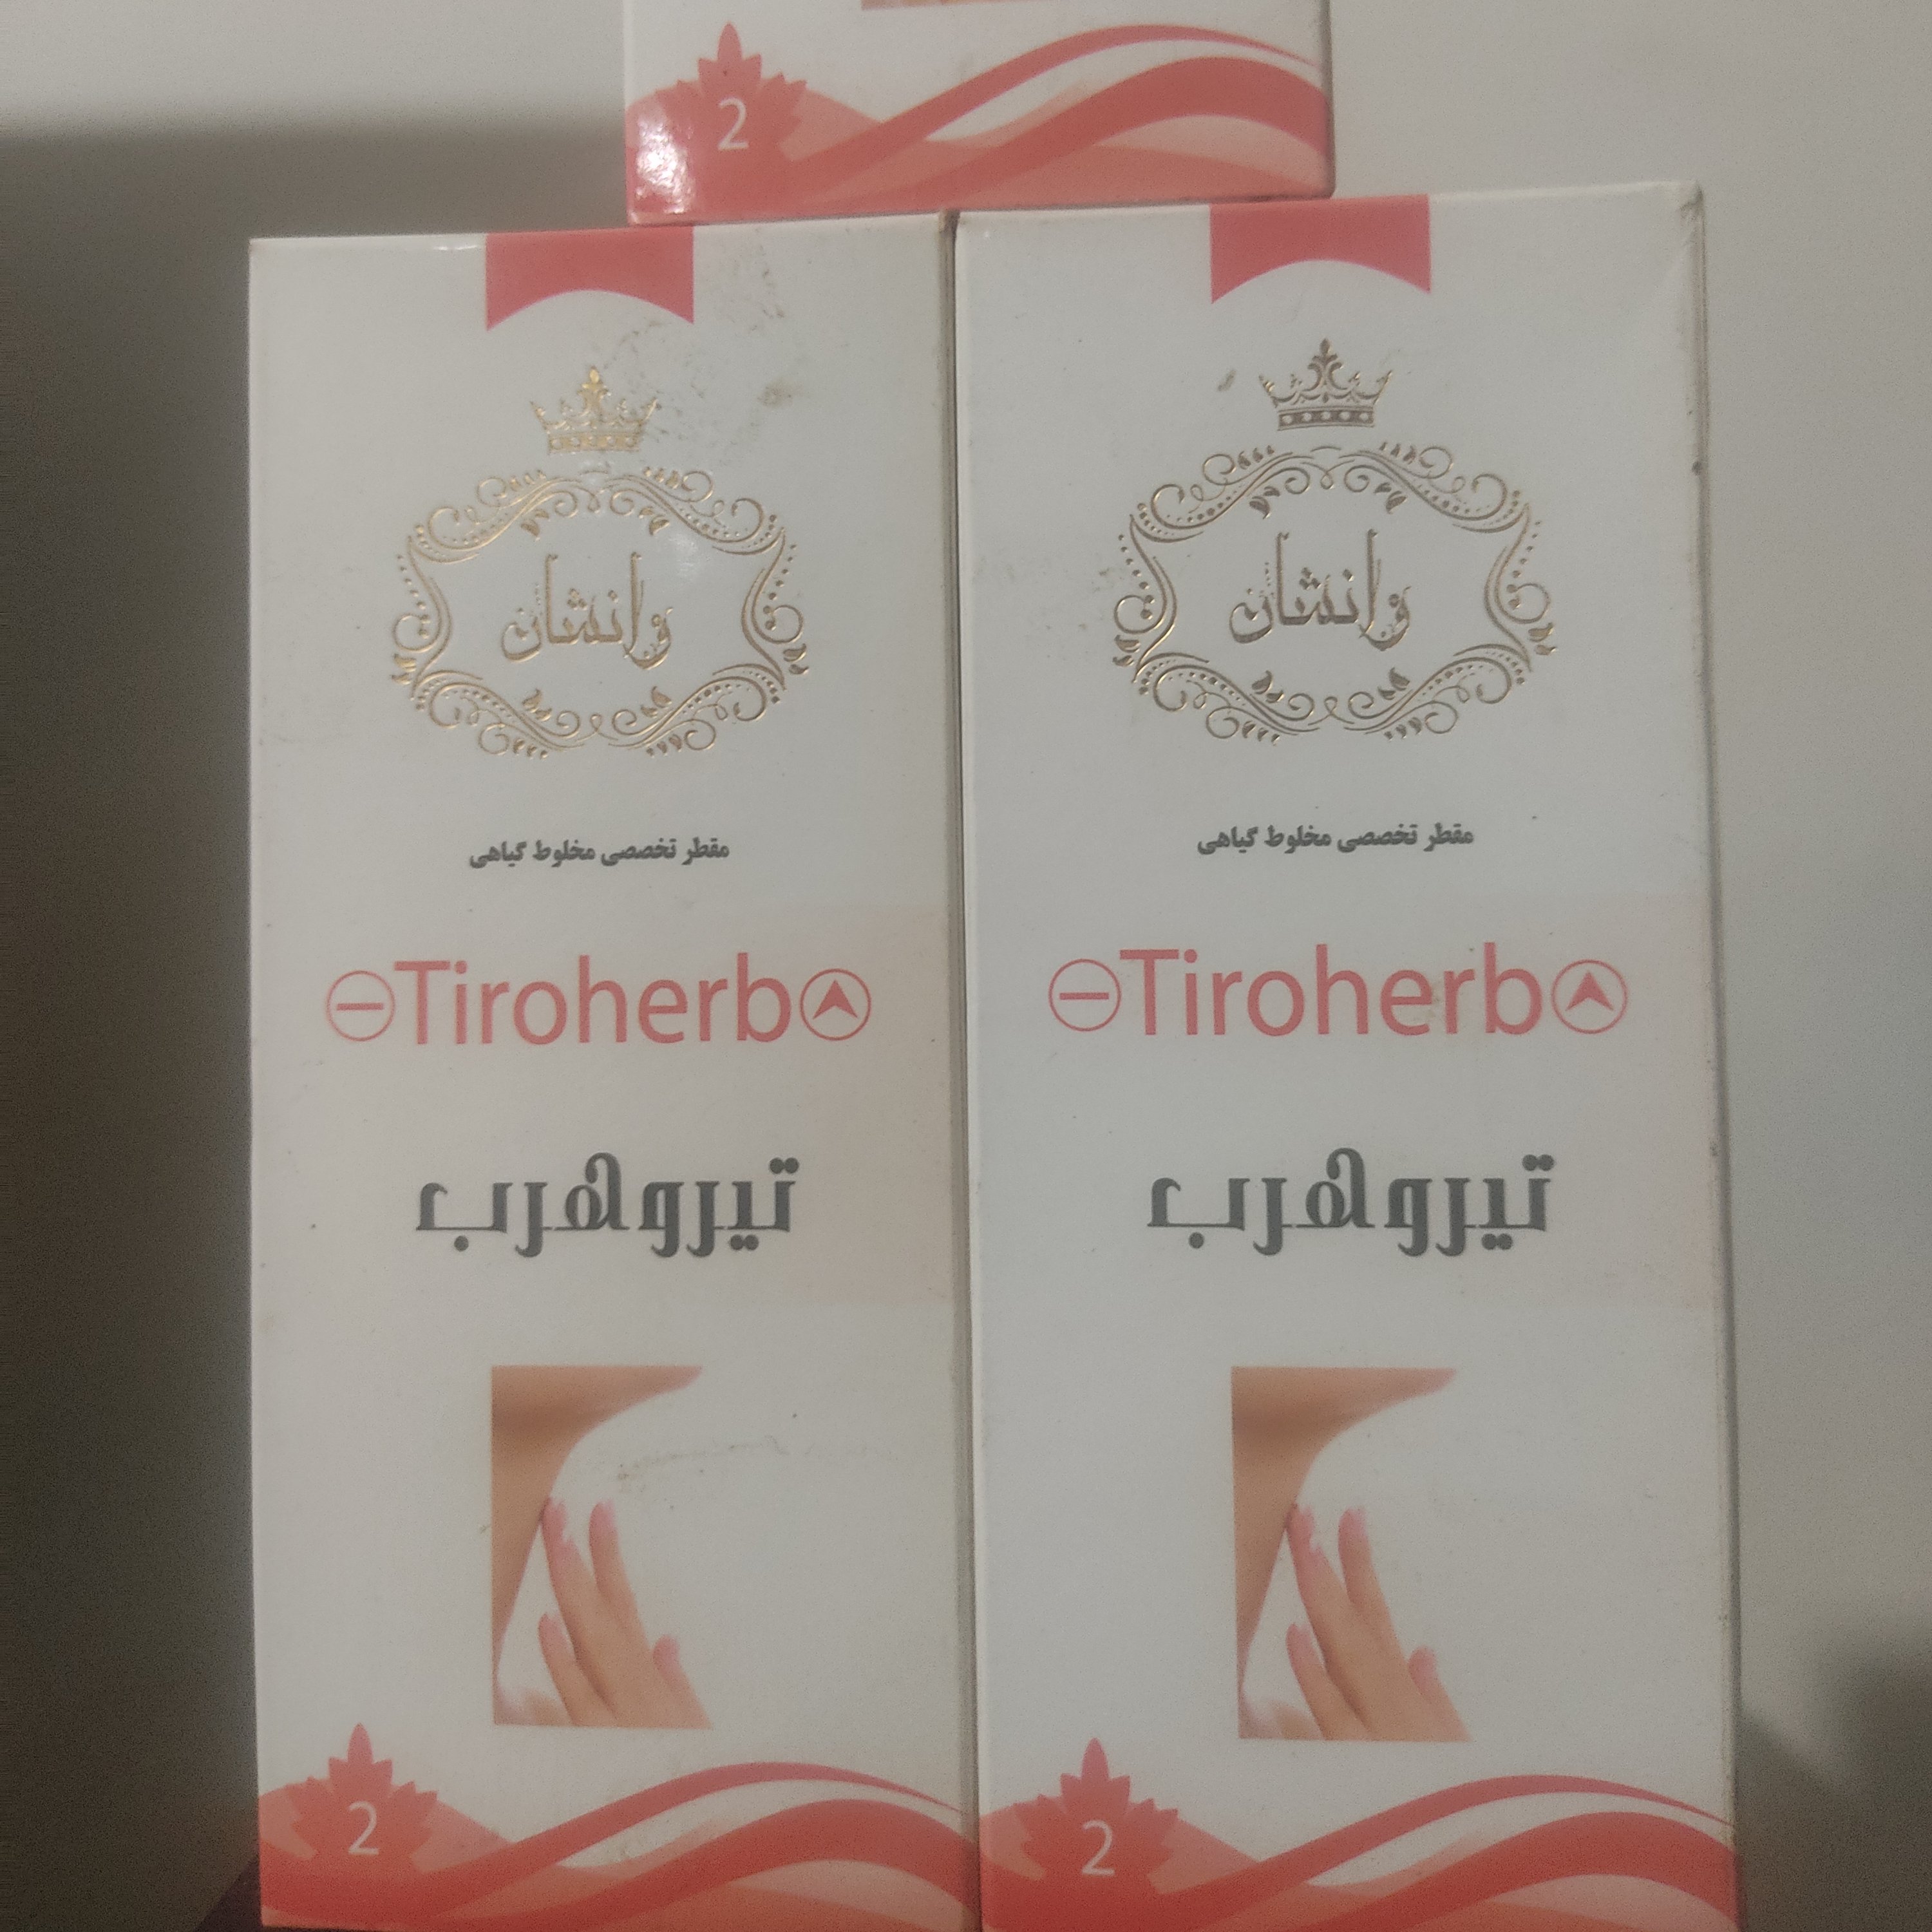 2
وانشان
مقطر تخصصی مخلوط گیاهی
Tiroherb
تیروهرب
2
وانشان
مقطر تخصصی مخلوط گیاهی
Tiroherb
تیروهرب
2